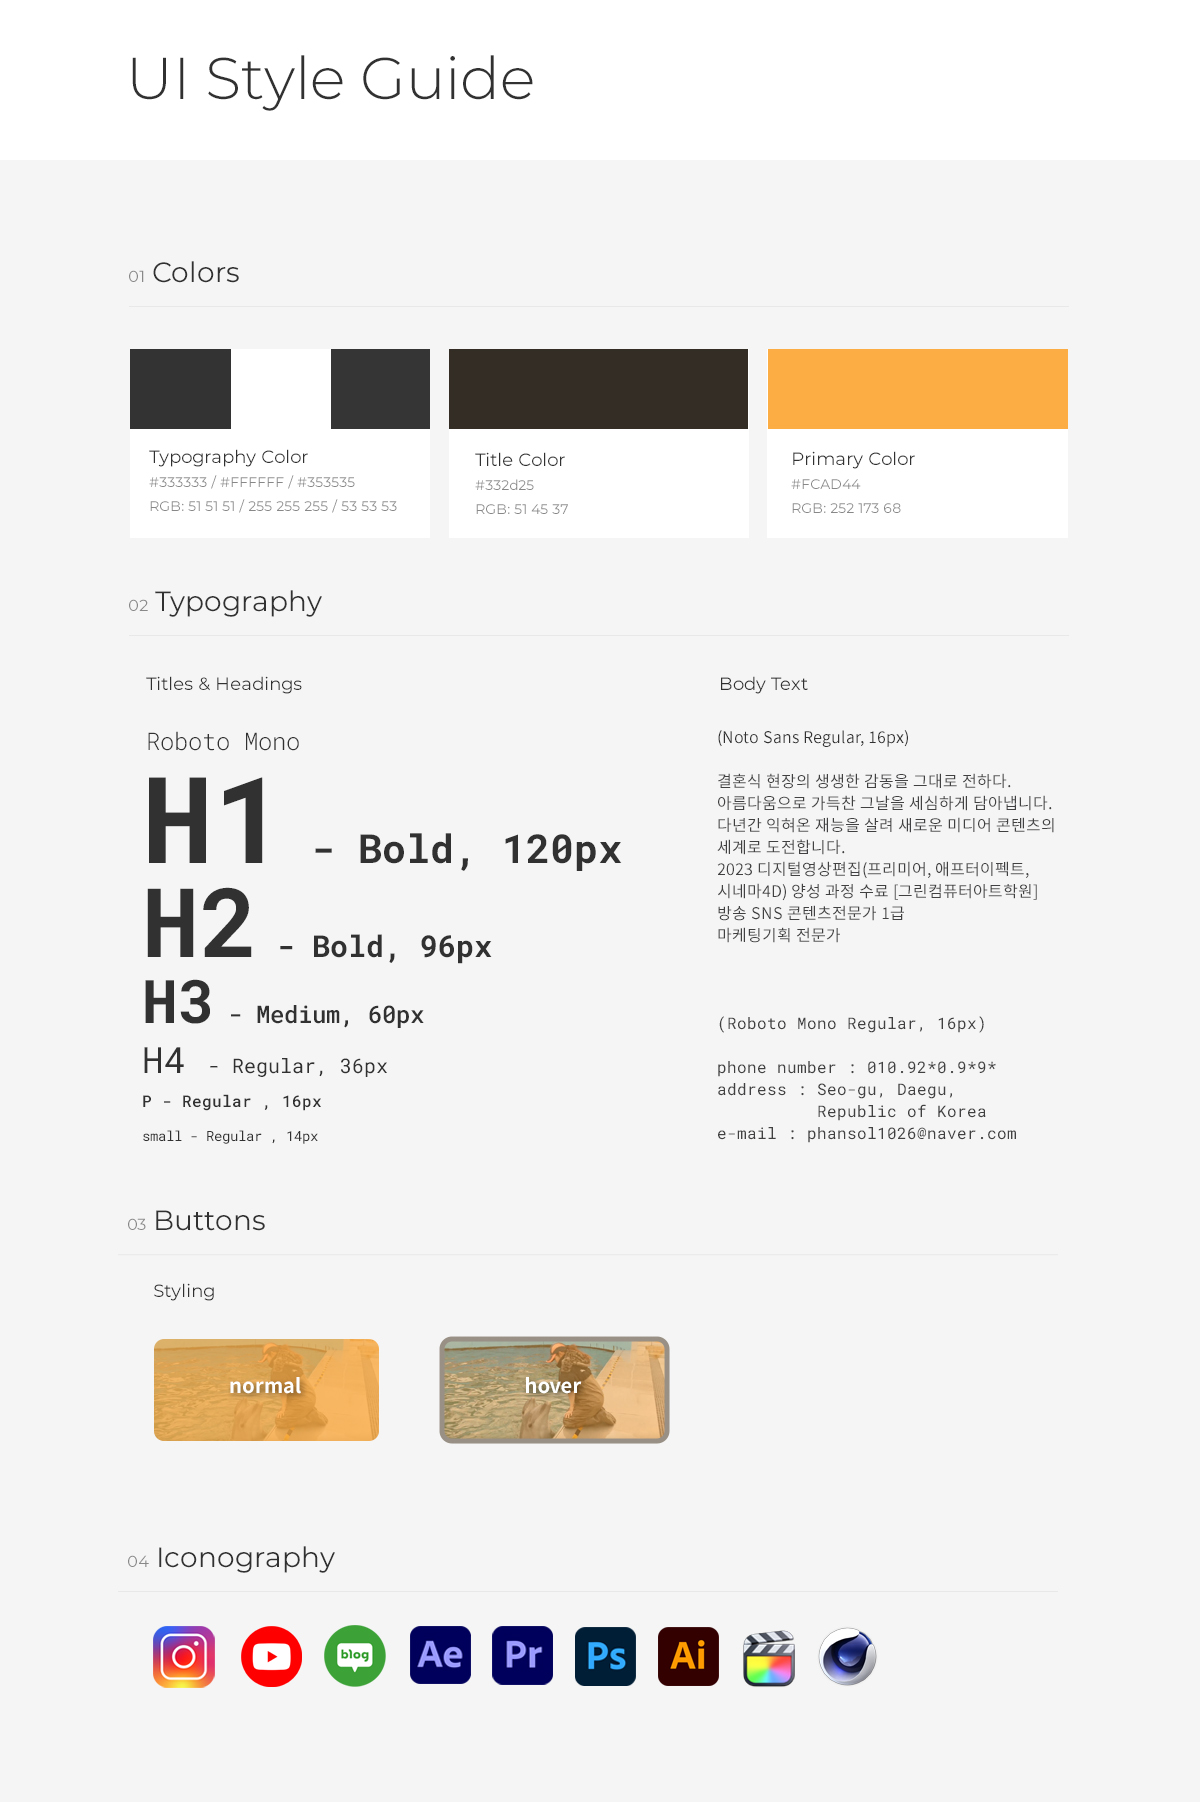 UI Style Guide
01 Colors
Typography Color
#333333 / #FFFFFF / #353535
RGB: 51 51 51 / 255 255 255 / 53 53 53
Title Color
#332d25
RGB: 51 45 37
Primary Color
#FCAD44
RGB: 252 173 68
02 Typography
Titles & Headings
Roboto Mono
H1 - Bold, 120px
H2 - Bold, 96px
H3 - Medium, 60px
H4 - Regular, 36px
P - Regular , 16px
small - Regular , 14px
Body Text
(Noto Sans Regular, 16px)
결혼식 현장의 생생한 감동을 그대로 전하다.
아름다움으로 가득찬 그날을 세심하게 담아냅니다.
다년간 익혀온 재능을 살려 새로운 미디어 콘텐츠의
세계로 도전합니다.
2023 디지털영상편집(프리미어, 애프터이펙트,
시네마4D) 양성 과정 수료 [그린컴퓨터아트학원]
방송 SNS 콘텐츠전문가 1급
마케팅기획 전문가
(Roboto Mono Regular, 16px)
phone number : 010.92*0.9*9*
address : Seo-gu, Daegu,
Republic of Korea
e-mail : phansol1026@naver.com
03 Buttons
Styling
normal
hover
04 Iconography
blog
Ae
Pr
Ps
Ai